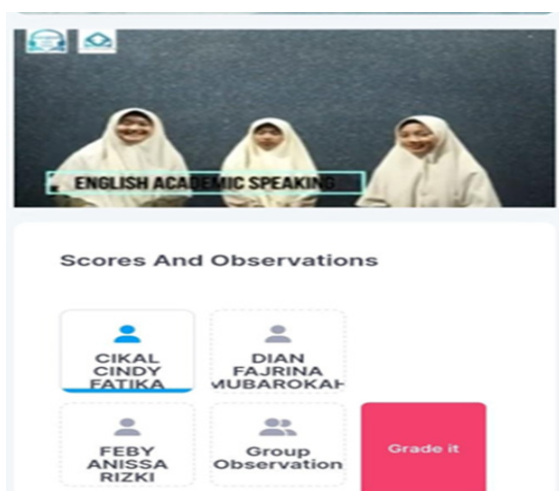 ENGLISH ACADEMIC SPEAKING
Scores And Observations
CIKAL
CINDY
FATIKA
DIAN
FAJRINA
MUBAROKAH
FEBY
ANISSA
RIZKI
Group
Observation
Grade it